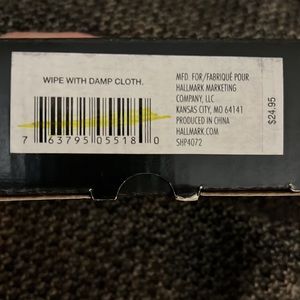 WIPE WITH DAMP CLOTH.
7 63795 05518 0
MFD. FOR/FABRIQUÉ POUR
HALLMARK MARKETING
COMPANY, LLC
KANSAS CITY, MO 64141
PRODUCED IN CHINA
HALLMARK.COM
SHP4072
$24.95